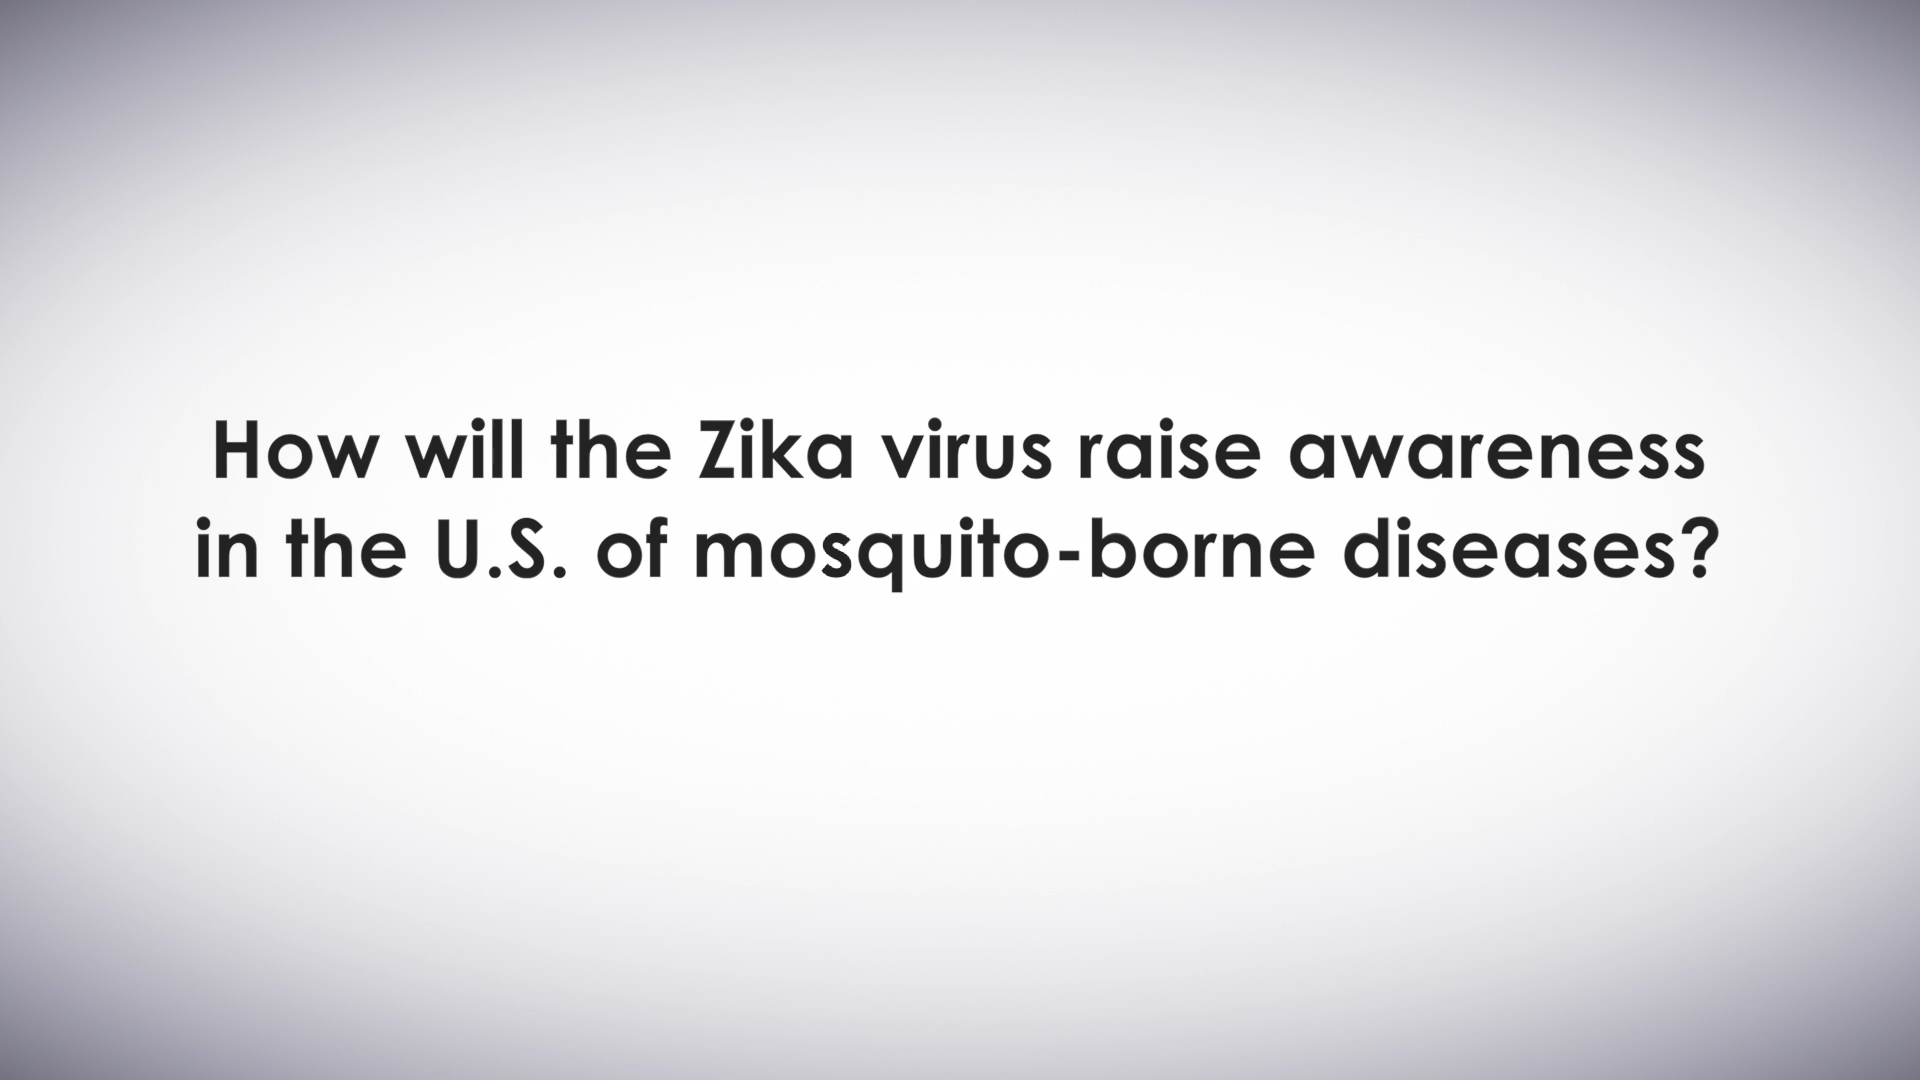 How will the Zika virus raise awareness
in the U.S. of mosquito-borne diseases?